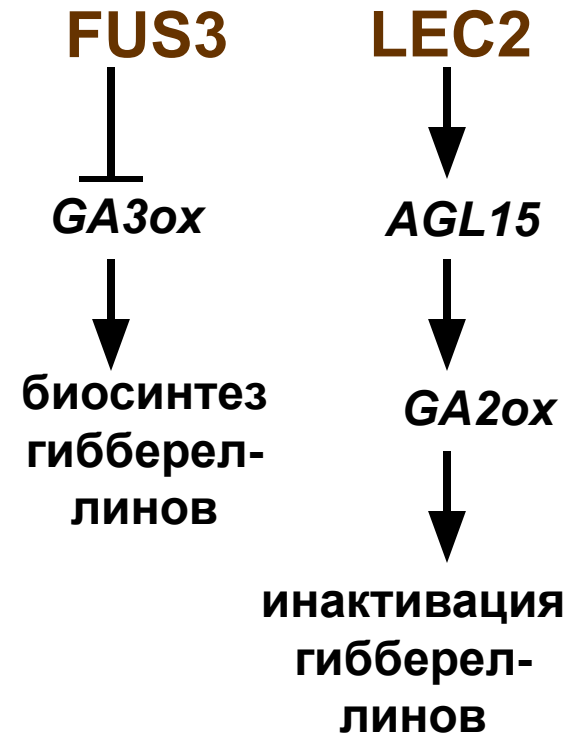 FUS3
LEC2
GA3ox
AGL15
биосинтез
гибберел-
линов
GA2ox
инактивация
гибберел-
линов